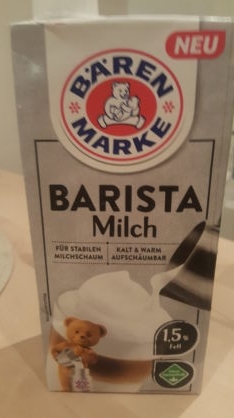 NEU
BÄREN
MARKE
BARISTA
Milch
FÜR STABILEN
MILCHSCHAUM
KALT & WARM
AUFSCHÄUMBAR
1,5%
Fett